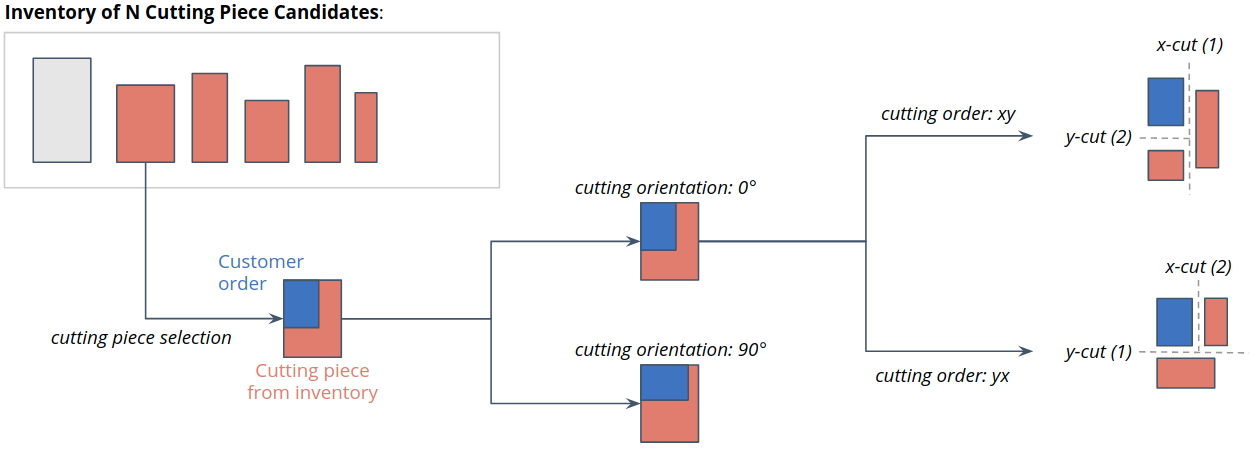 Inventory of N Cutting Piece Candidates:
x-cut (1)
cutting order: xy
y-cut (2)
cutting orientation: 0°
Customer
order
x-cut (2)
cutting piece selection
cutting orientation: 90°
y-cut (1)
Cutting piece
from inventory
cutting order: yx